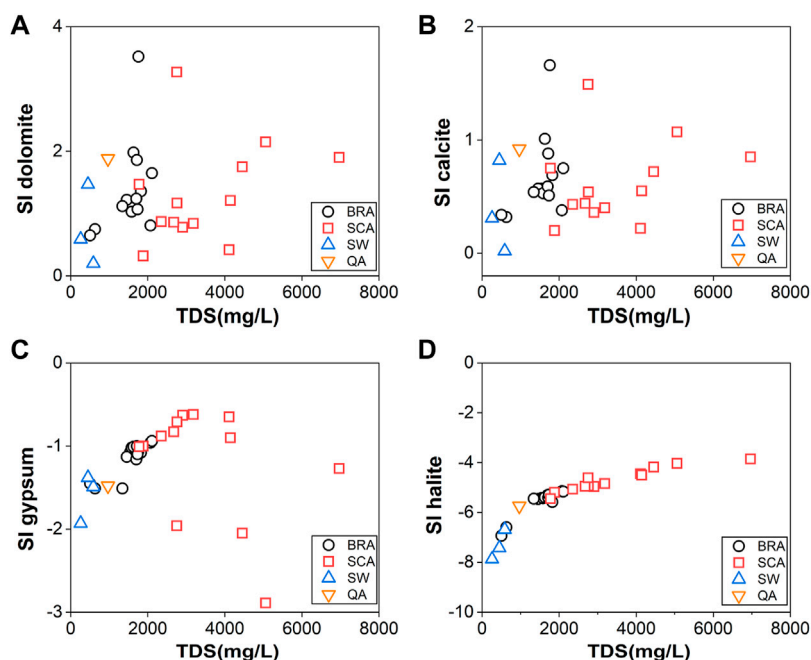 A
SI dolomite
4
2
0
0 2000 4000 6000 8000
TDS(mg/L)
BRA
SCA
SW
QA
B
SI calcite
2
1
0
0 2000 4000 6000 8000
TDS(mg/L)
BRA
SCA
SW
QA
C
SI gypsum
-0
-1
-2
-3
0 2000 4000 6000 8000
TDS(mg/L)
BRA
SCA
SW
QA
D
SI halite
-0
-2
-4
-6
-8
-10
0 2000 4000 6000 8000
TDS(mg/L)
BRA
SCA
SW
QA